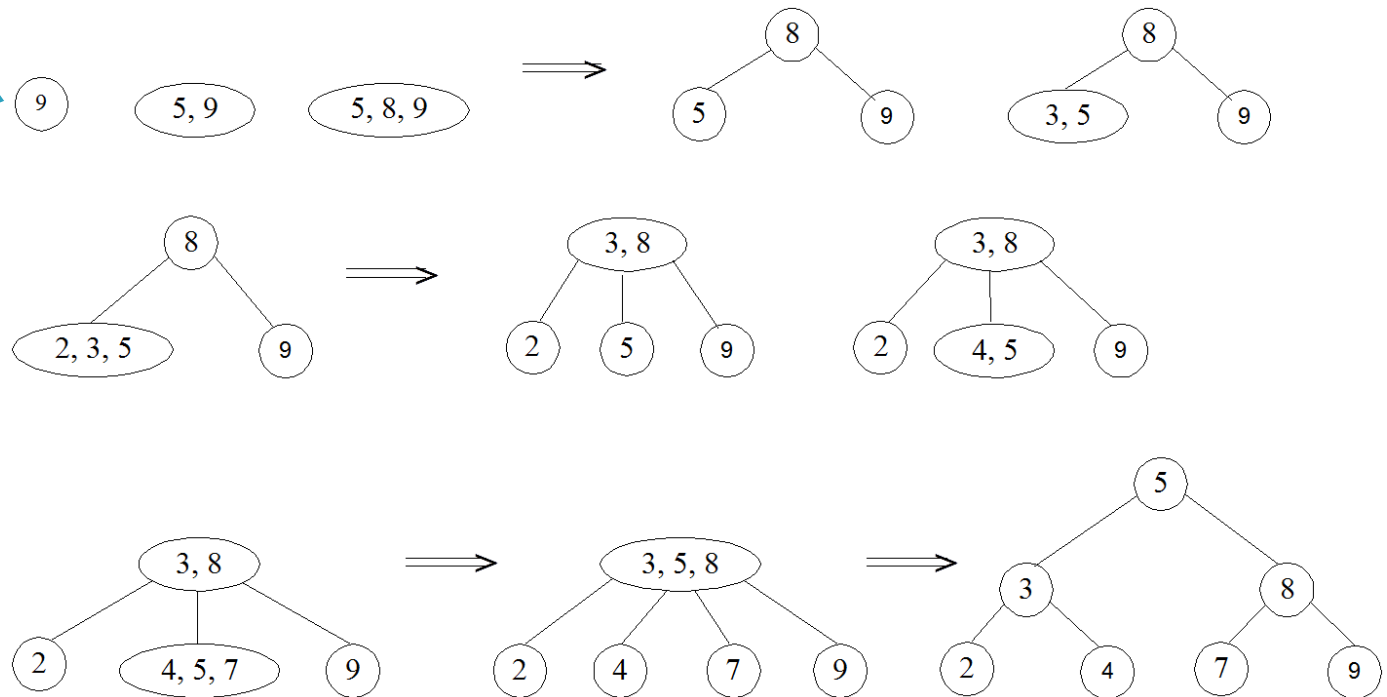 8 8
9 5, 9 5, 8, 9 5 9 3, 5 9
8 3, 8 3, 8
2, 3, 5 9 2 5 9 2 4, 5 9
5
3, 8 3, 5, 8 3 8
2 4, 5, 7 9 2 4 7 9 2 4 7 9